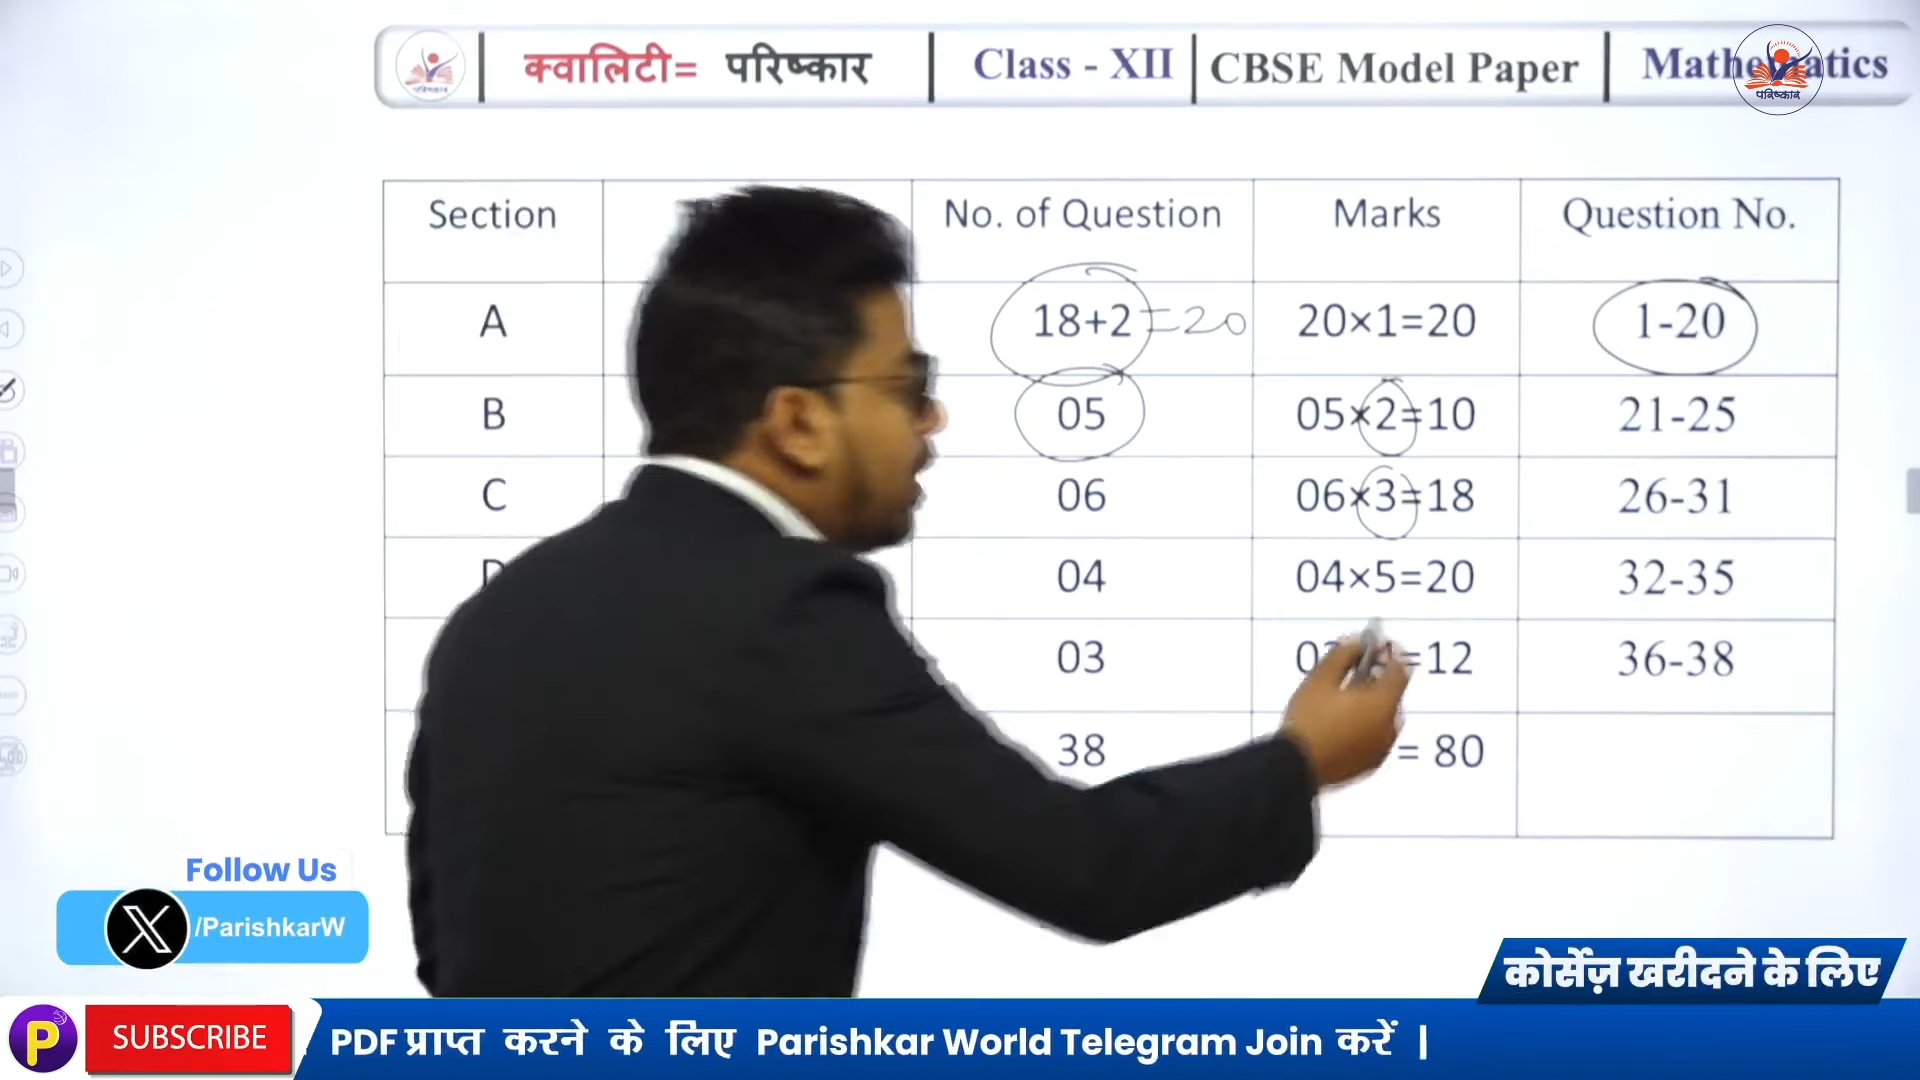 क्वालिटी= परिष्कार Class - XII CBSE Model Paper Mathematics
परिष्कार
Section No. of Question Marks Question No.
A 18+2 =20 20×1=20 1-20
B 05 05×2=10 21-25
C 06 06×3=18 26-31
D 04 04×5=20 32-35
03 =12 36-38
38 = 80
Follow Us
/ParishkarW
कोर्सेज़ खरीदने के लिए
SUBSCRIBE PDF प्राप्त करने के लिए Parishkar World Telegram Join करें |